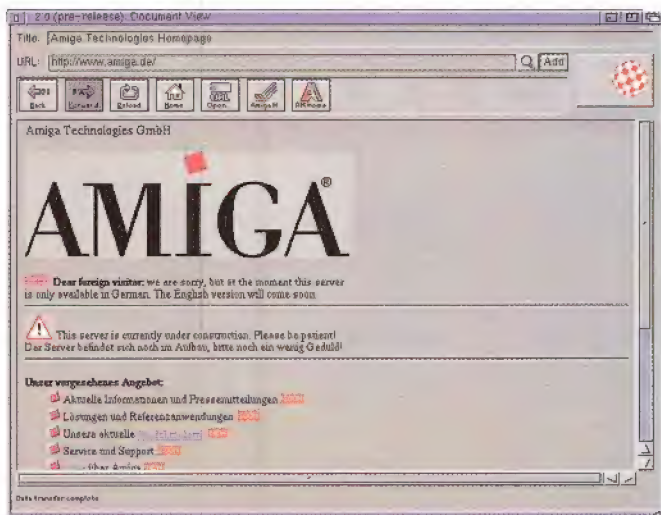 2.0 (pre-release): Document View
Title: Amiga Technologies Homepage
URL: http://www.amiga.de/ Add
Back Forward Reload Home Open... Amiga H
Amiga Technologies GmbH
AMIGA®
Dear foreign visitor: we are sorry, but at the moment this server
is only available in German. The English version will come soon.
This server is currently under construction. Please be patient!
Der Server befindet sich noch im Aufbau, bitte noch ein wenig Geduld!
Unser vorgesehenes Angebot:
Aktuelle Informationen und Pressemitteilungen
Lösungen und Referenzanwendungen
Unsere aktuelle
Service und Support
über Amiga
Data transfer complete